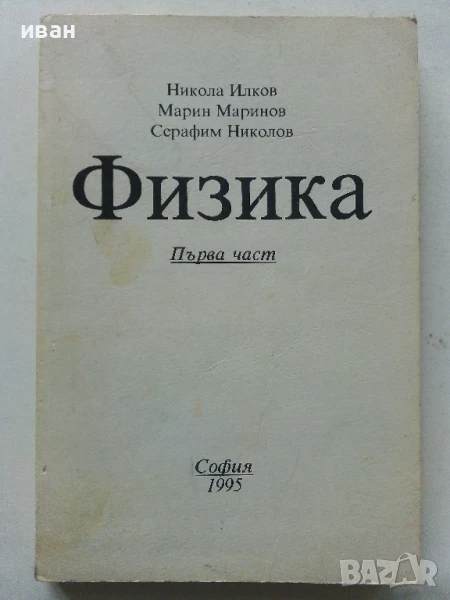 иван
Никола Илков
Марин Маринов
Серафим Николов
Физика
Първа част
София
1995
BAZAR